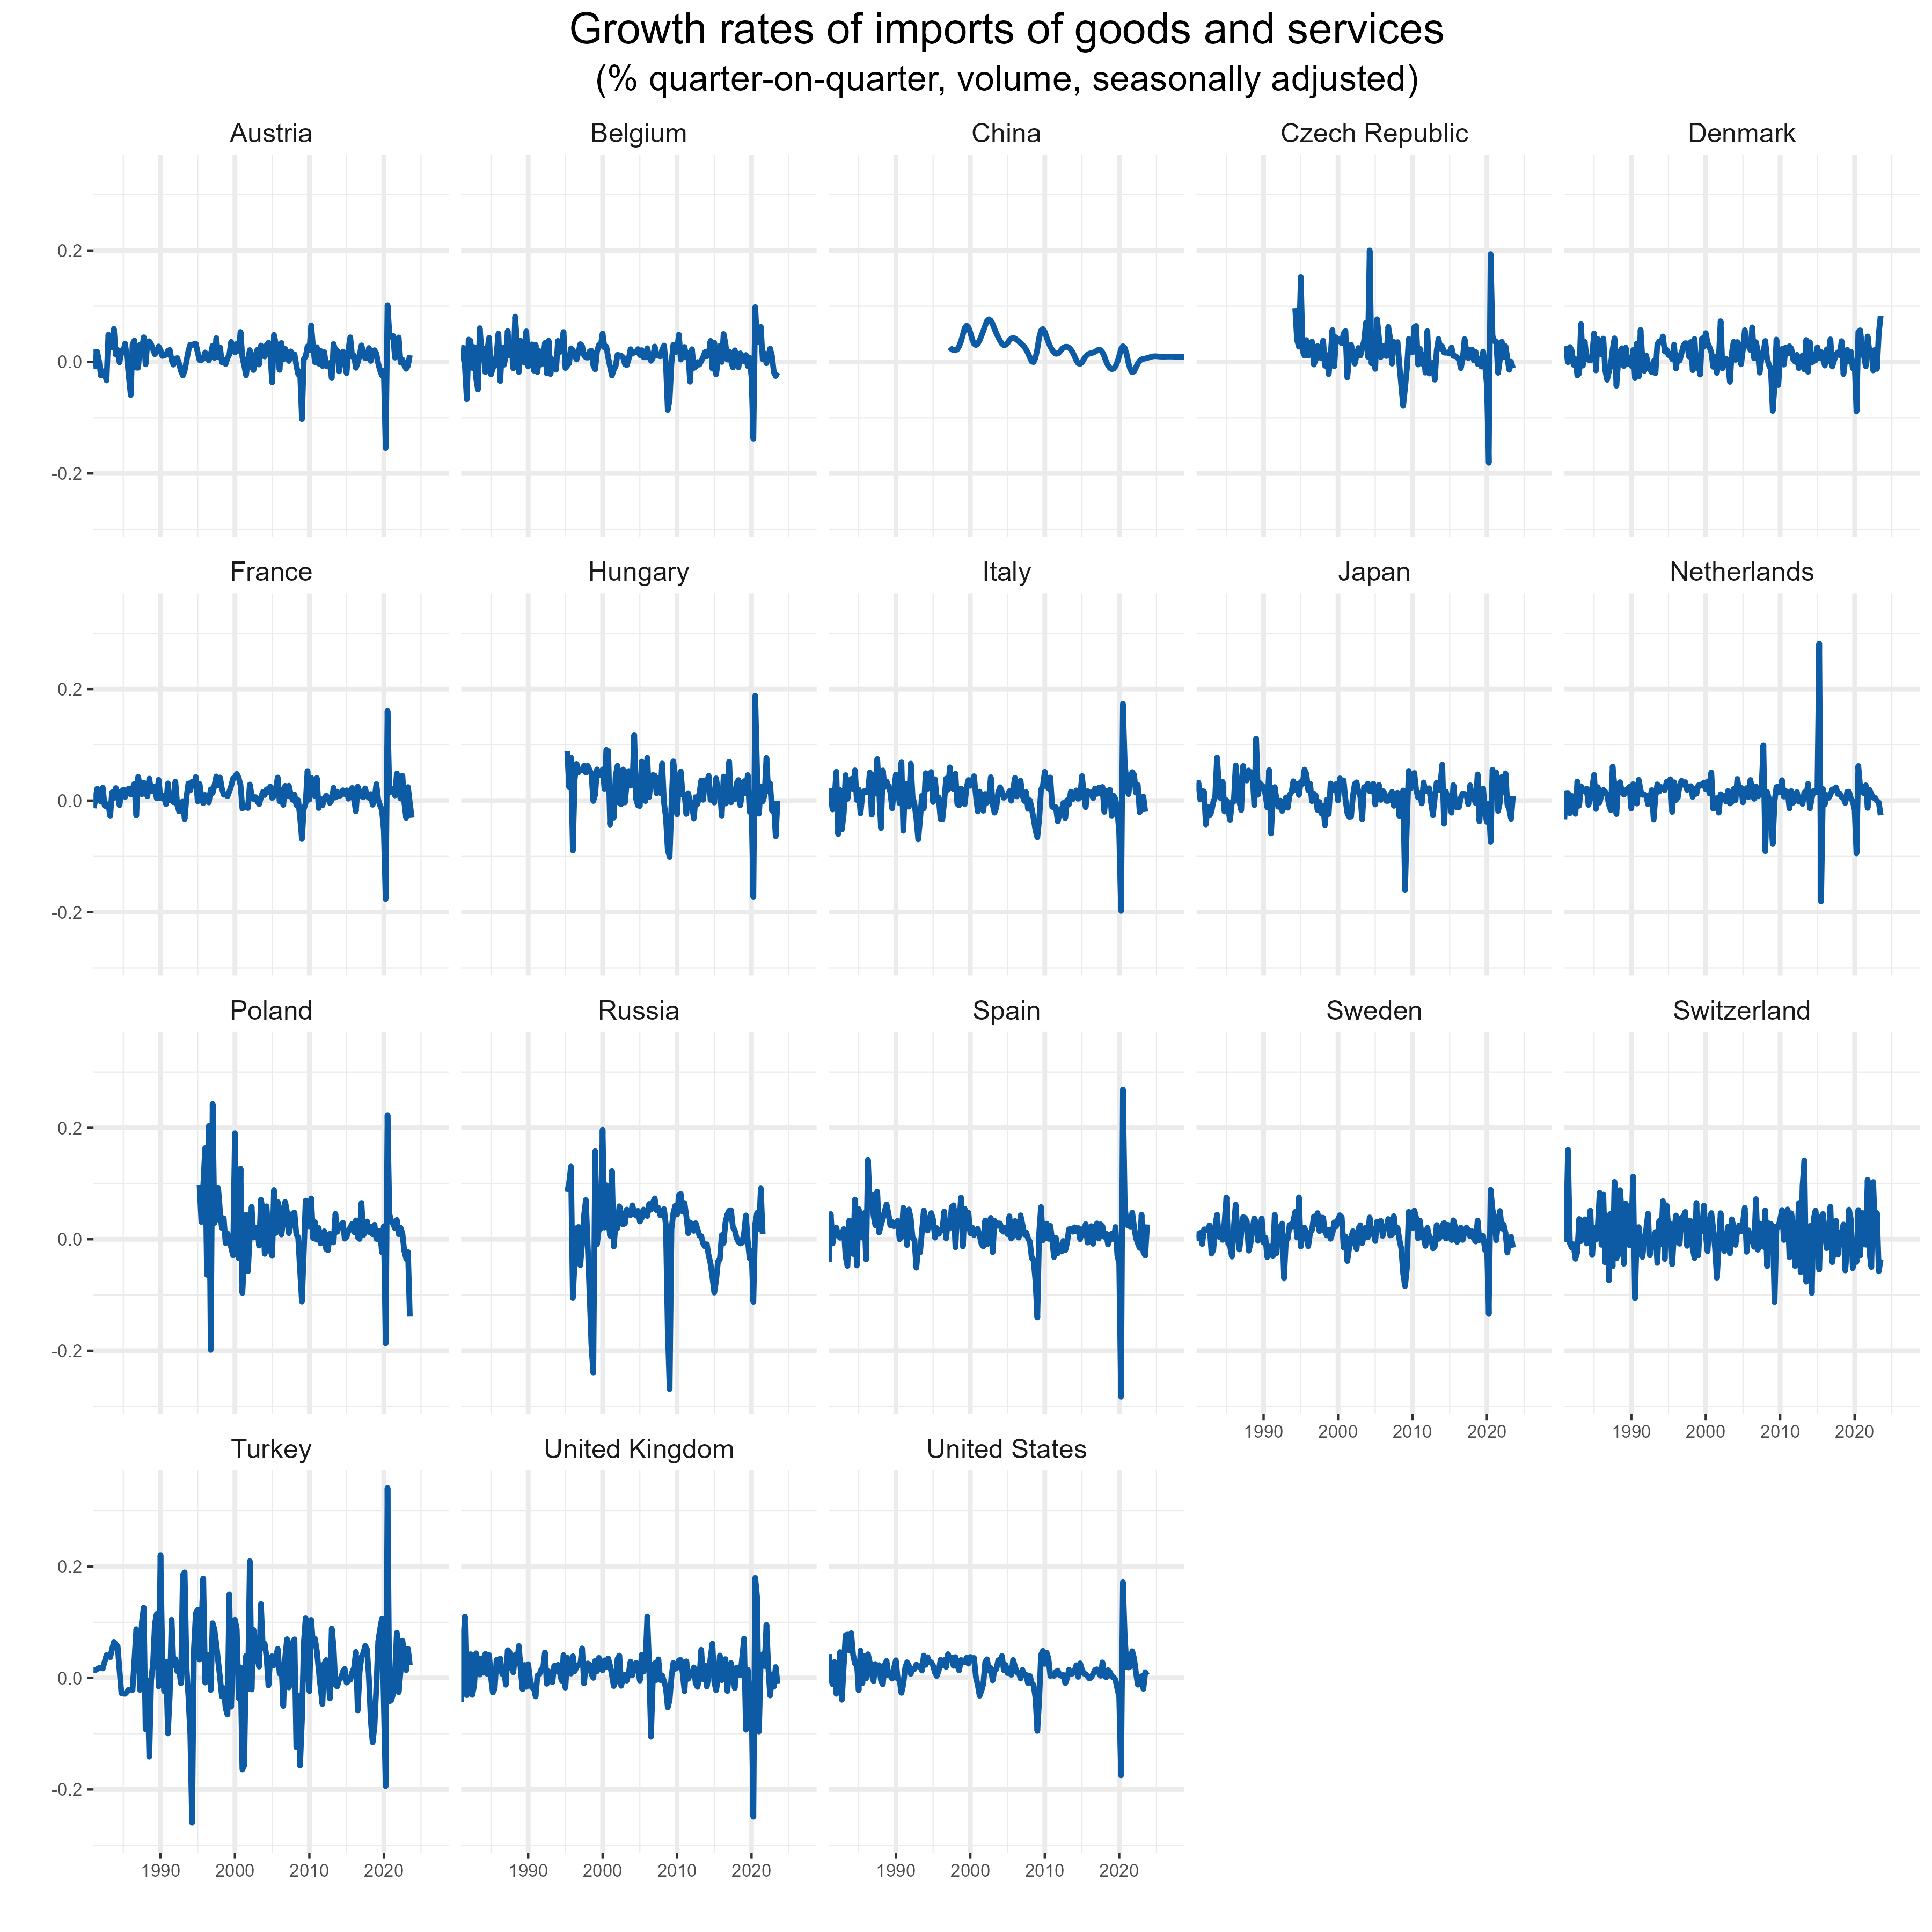 Growth rates of imports of goods and services
(% quarter-on-quarter, volume, seasonally adjusted)
Austria Belgium China Czech Republic Denmark
0.2
0.0
-0.2
France Hungary Italy Japan Netherlands
0.2
0.0
-0.2
Poland Russia Spain Sweden Switzerland
0.2
0.0
-0.2
1990 2000 2010 2020 1990 2000 2010 2020
Turkey United Kingdom United States
0.2
0.0
-0.2
1990 2000 2010 2020 1990 2000 2010 2020 1990 2000 2010 2020